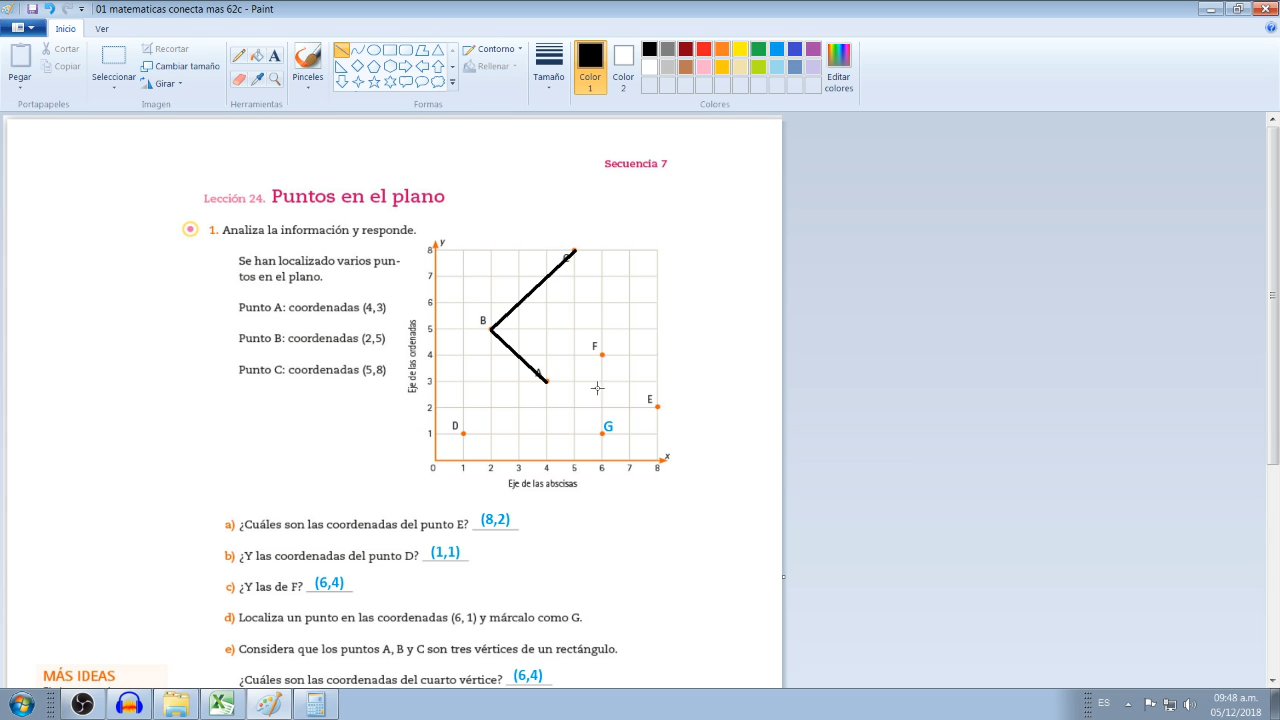 01 matematicas conecta mas 62c - Paint
Inicio
Ver
Pegar
Cortar
Copiar
Portapapeles
Seleccionar
Recortar
Cambiar tamaño
Girar
Imagen
A
Herramientas
Pinceles
Contorno
Rellenar
Formas
Tamaño
Color 1
Color 2
Editar colores
Colores
Secuencia 7
Lección 24. Puntos en el plano
1. Analiza la información y responde.
Se han localizado varios pun-
tos en el plano.
Punto A: coordenadas (4,3)
Punto B: coordenadas (2,5)
Punto C: coordenadas (5,8)
y
8
7
6
5
4
3
2
1
Eje de las ordenadas
C
B
F
A
E
D
G
0 1 2 3 4 5 6 7 8
x
Eje de las abscisas
a) ¿Cuáles son las coordenadas del punto E? (8,2)
b) ¿Y las coordenadas del punto D? (1,1)
c) ¿Y las de F? (6,4)
d) Localiza un punto en las coordenadas (6, 1) y márcalo como G.
e) Considera que los puntos A, B y C son tres vértices de un rectángulo.
¿Cuáles son las coordenadas del cuarto vértice? (6,4)
MÁS IDEAS
ES
09:48 a.m.
05/12/2018